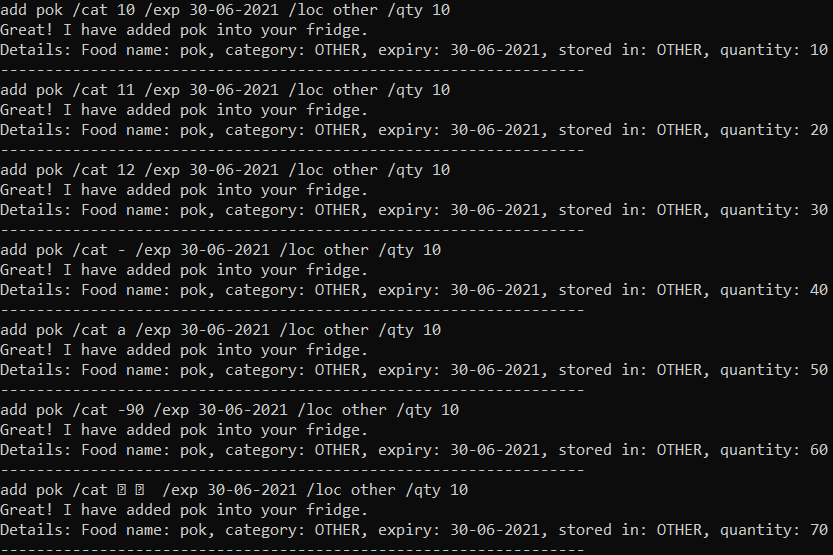 add pok /cat 10 /exp 30-06-2021 /loc other /qty 10
Great! I have added pok into your fridge.
Details: Food name: pok, category: OTHER, expiry: 30-06-2021, stored in: OTHER, quantity: 10
-----------------------------------------------------------------
add pok /cat 11 /exp 30-06-2021 /loc other /qty 10
Great! I have added pok into your fridge.
Details: Food name: pok, category: OTHER, expiry: 30-06-2021, stored in: OTHER, quantity: 20
-----------------------------------------------------------------
add pok /cat 12 /exp 30-06-2021 /loc other /qty 10
Great! I have added pok into your fridge.
Details: Food name: pok, category: OTHER, expiry: 30-06-2021, stored in: OTHER, quantity: 30
-----------------------------------------------------------------
add pok /cat - /exp 30-06-2021 /loc other /qty 10
Great! I have added pok into your fridge.
Details: Food name: pok, category: OTHER, expiry: 30-06-2021, stored in: OTHER, quantity: 40
-----------------------------------------------------------------
add pok /cat a /exp 30-06-2021 /loc other /qty 10
Great! I have added pok into your fridge.
Details: Food name: pok, category: OTHER, expiry: 30-06-2021, stored in: OTHER, quantity: 50
-----------------------------------------------------------------
add pok /cat -90 /exp 30-06-2021 /loc other /qty 10
Great! I have added pok into your fridge.
Details: Food name: pok, category: OTHER, expiry: 30-06-2021, stored in: OTHER, quantity: 60
-----------------------------------------------------------------
add pok /cat /exp 30-06-2021 /loc other /qty 10
Great! I have added pok into your fridge.
Details: Food name: pok, category: OTHER, expiry: 30-06-2021, stored in: OTHER, quantity: 70
-----------------------------------------------------------------